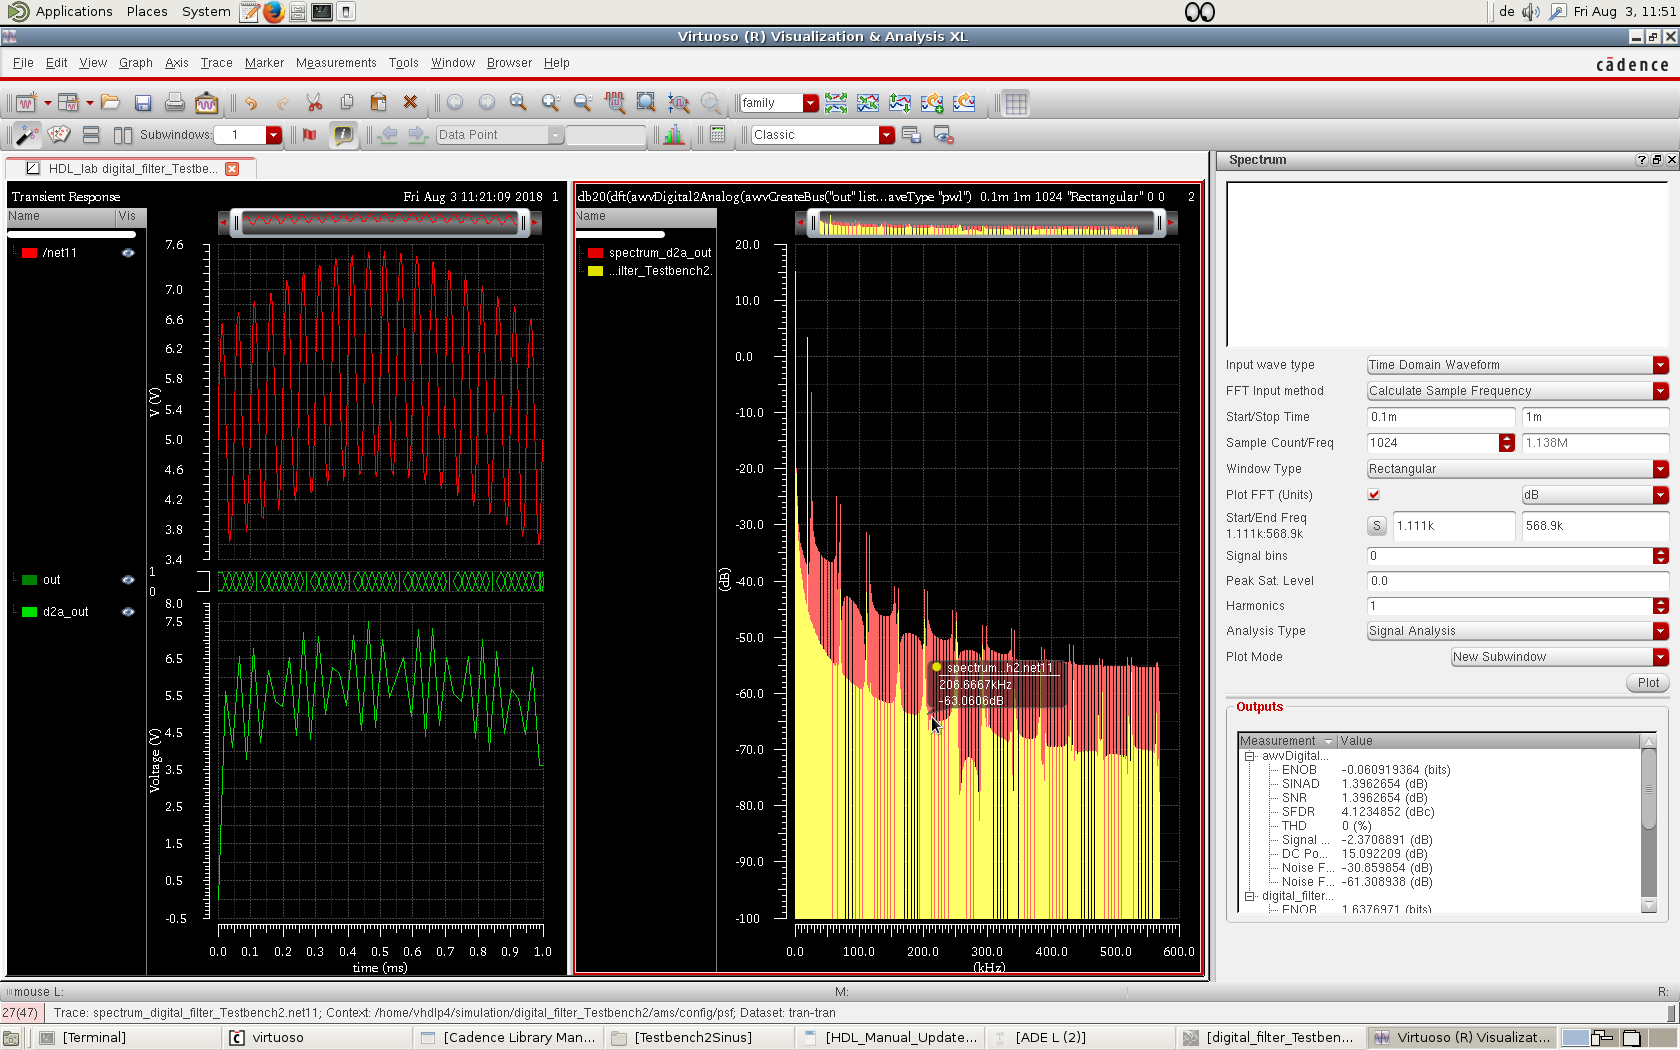 Applications Places System de Fri Aug 3, 11:51
Virtuoso (R) Visualization & Analysis XL
File Edit View Graph Axis Trace Marker Measurements Tools Window Browser Help
cādence
family
Subwindows: 1 Data Point Classic
HDL_lab digital_filter_Testbe...
Transient Response Fri Aug 3 11:21:09 2018 1
Name Vis
/net11
out
d2a_out
7.6
7.0
6.6
6.2
5.8
5.4
5.0
4.6
4.2
3.8
3.4
V (V)
1
0
8.0
7.5
6.5
5.5
4.5
3.5
2.5
1.5
0.5
-0.5
Voltage (V)
0.0 0.1 0.2 0.3 0.4 0.5 0.6 0.7 0.8 0.9 1.0
time (ms)
db20(dft(awvDigital2Analog(awvCreateBus("out" list...aveType "pwl") 0.1m 1m 1024 "Rectangular" 0 0 2
Name
spectrum_d2a_out
...ilter_Testbench2.
20.0
10.0
0.0
-10.0
-20.0
-30.0
-40.0
-50.0
-60.0
-70.0
-80.0
-90.0
-100
(dB)
spectrum...h2.net11
206.6667kHz
-63.0606dB
0.0 100.0 200.0 300.0 400.0 500.0 600.0
(kHz)
Spectrum
Input wave type Time Domain Waveform
FFT Input method Calculate Sample Frequency
Start/Stop Time 0.1m 1m
Sample Count/Freq 1024 1.138M
Window Type Rectangular
Plot FFT (Units) dB
Start/End Freq
1.111k:568.9k S 1.111k 568.9k
Signal bins 0
Peak Sat. Level 0.0
Harmonics 1
Analysis Type Signal Analysis
Plot Mode New Subwindow
Plot
Outputs
Measurement Value
awvDigital...
ENOB -0.060919364 (bits)
SINAD 1.3962654 (dB)
SNR 1.3962654 (dB)
SFDR 4.1234852 (dBc)
THD 0 (%)
Signal ... -2.3708891 (dB)
DC Po... 15.092209 (dB)
Noise F... -30.859854 (dB)
Noise F... -61.308938 (dB)
digital_filter...
ENOB 1.6376971 (bits)
mouse L: M: R:
27(47) Trace: spectrum_digital_filter_Testbench2.net11; Context: /home/vhdlp4/simulation/digital_filter_Testbench2/ams/config/psf; Dataset: tran-tran
[Terminal] virtuoso [Cadence Library Man... [Testbench2Sinus] [HDL_Manual_Update... [ADE L (2)] [digital_filter_Testben... Virtuoso (R) Visualizat...